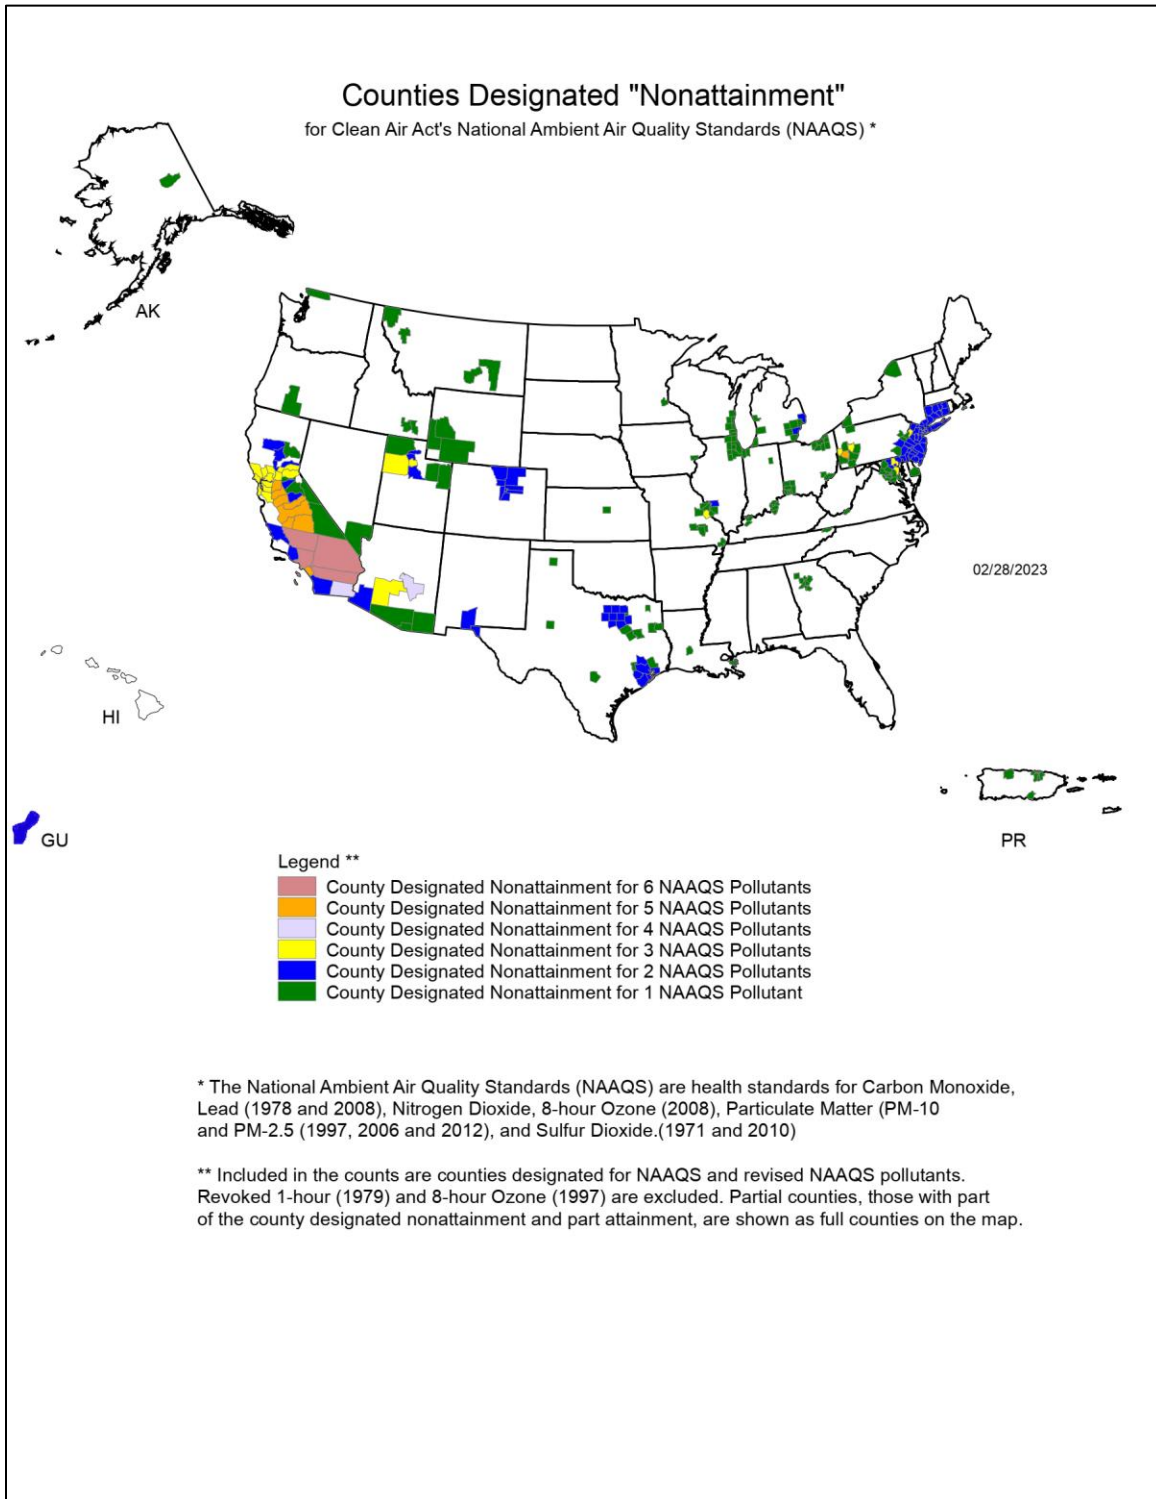 Counties Designated "Nonattainment"
for Clean Air Act's National Ambient Air Quality Standards (NAAQS) *
AK
02/28/2023
HI
GU
PR
Legend **
County Designated Nonattainment for 6 NAAQS Pollutants
County Designated Nonattainment for 5 NAAQS Pollutants
County Designated Nonattainment for 4 NAAQS Pollutants
County Designated Nonattainment for 3 NAAQS Pollutants
County Designated Nonattainment for 2 NAAQS Pollutants
County Designated Nonattainment for 1 NAAQS Pollutant
* The National Ambient Air Quality Standards (NAAQS) are health standards for Carbon Monoxide,
Lead (1978 and 2008), Nitrogen Dioxide, 8-hour Ozone (2008), Particulate Matter (PM-10
and PM-2.5 (1997, 2006 and 2012), and Sulfur Dioxide.(1971 and 2010)
** Included in the counts are counties designated for NAAQS and revised NAAQS pollutants.
Revoked 1-hour (1979) and 8-hour Ozone (1997) are excluded. Partial counties, those with part
of the county designated nonattainment and part attainment, are shown as full counties on the map.